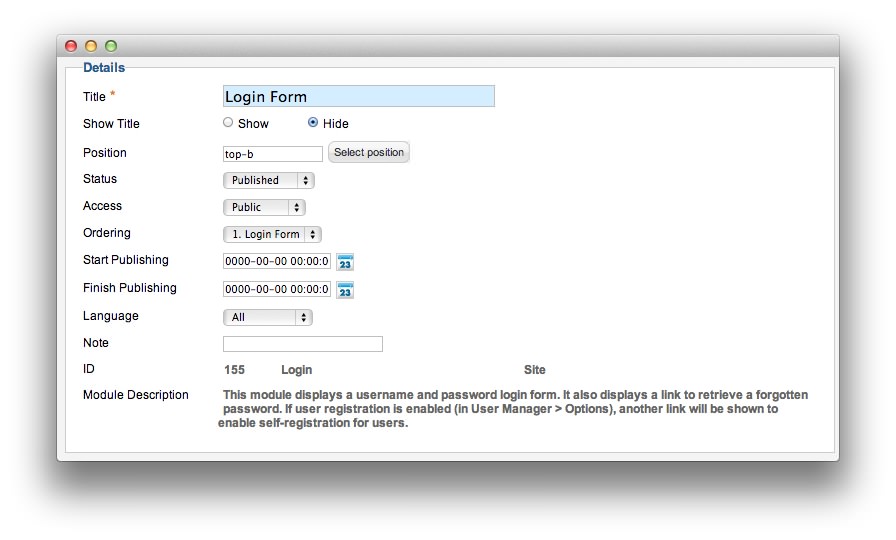 Details
Title *
Login Form
Show Title
Show
Hide
Position
top-b
Select position
Status
Published
Access
Public
Ordering
1. Login Form
Start Publishing
0000-00-00 00:00:0
23
Finish Publishing
0000-00-00 00:00:0
23
Language
All
Note
ID
155 Login Site
Module Description
This module displays a username and password login form. It also displays a link to retrieve a forgotten
password. If user registration is enabled (in User Manager > Options), another link will be shown to
enable self-registration for users.